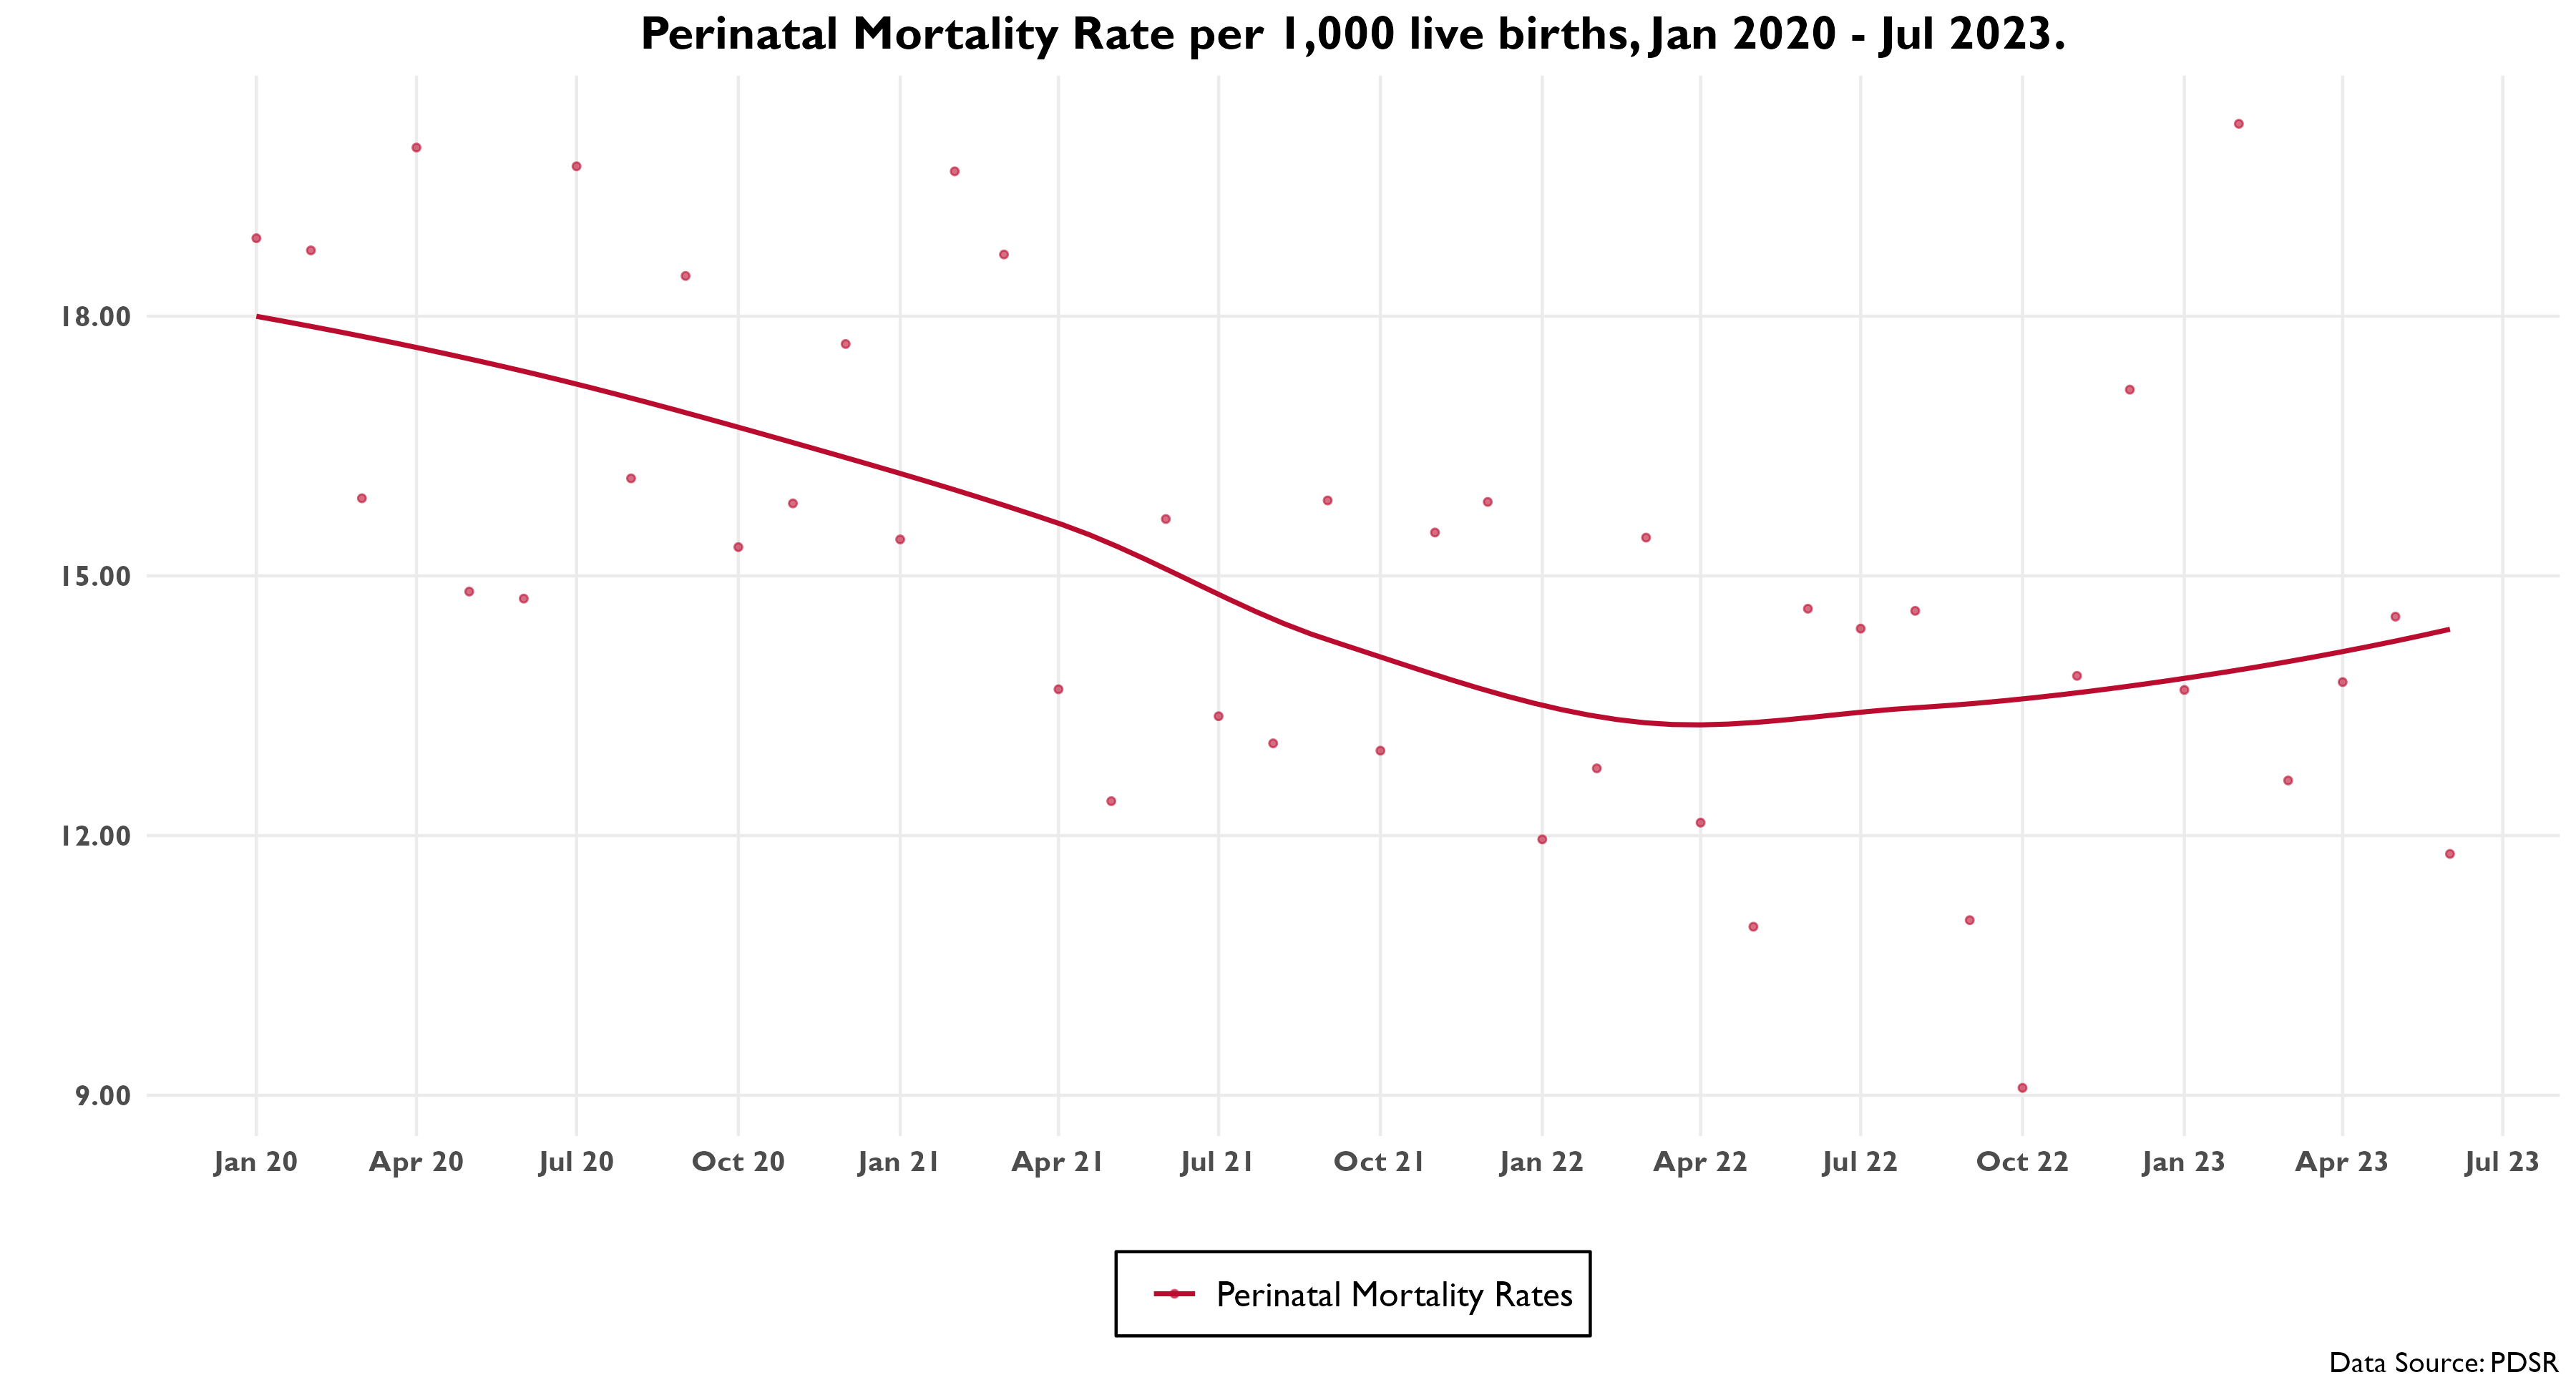 Perinatal Mortality Rate per 1,000 live births, Jan 2020 - Jul 2023.
18.00
15.00
12.00
9.00
Jan 20 Apr 20 Jul 20 Oct 20 Jan 21 Apr 21 Jul 21 Oct 21 Jan 22 Apr 22 Jul 22 Oct 22 Jan 23 Apr 23 Jul 23
Perinatal Mortality Rates
Data Source: PDSR